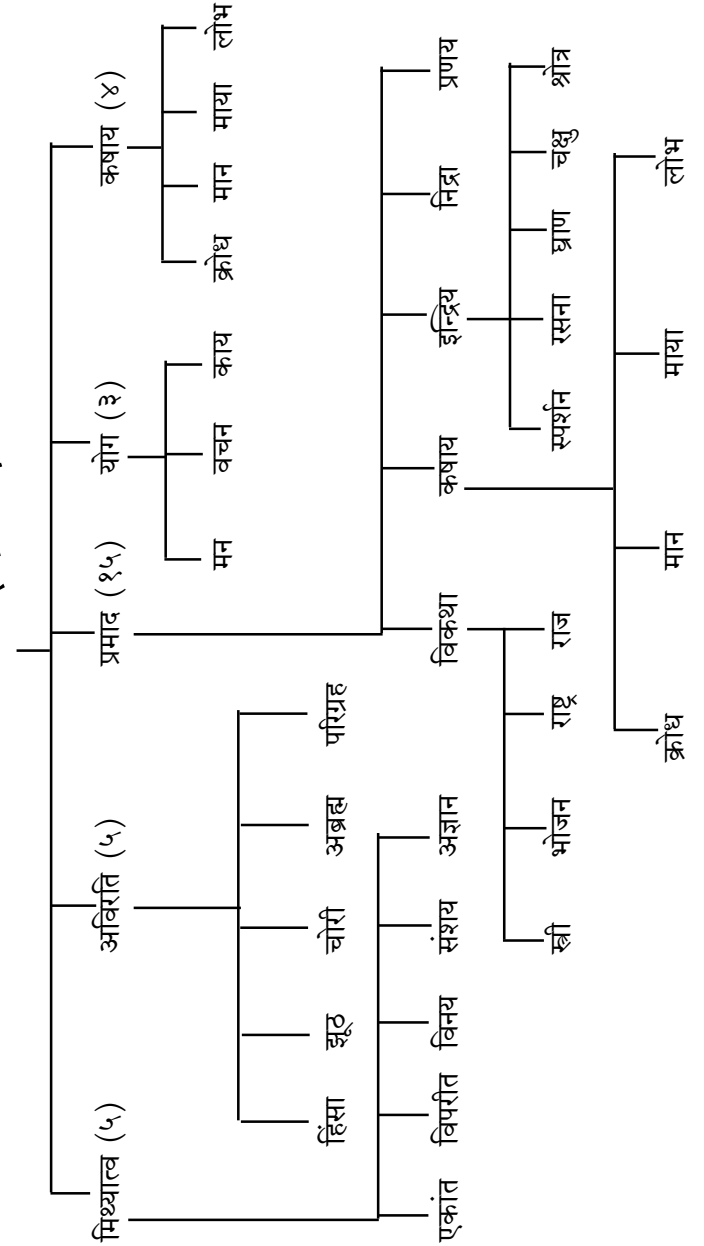 मिथ्यात्व (५) अविरति (५) प्रमाद (१५) योग (३) कषाय (४)
मन वचन काय क्रोध मान माया लोभ
हिंसा झूठ चोरी अब्रह्म परिग्रह
एकांत विपरीत विनय संशय अज्ञान विकथा कषाय इन्द्रिय निद्रा प्रणय
स्त्री भोजन राष्ट्र राज स्पर्शन रसना घ्राण चक्षु श्रोत्र
क्रोध मान माया लोभ